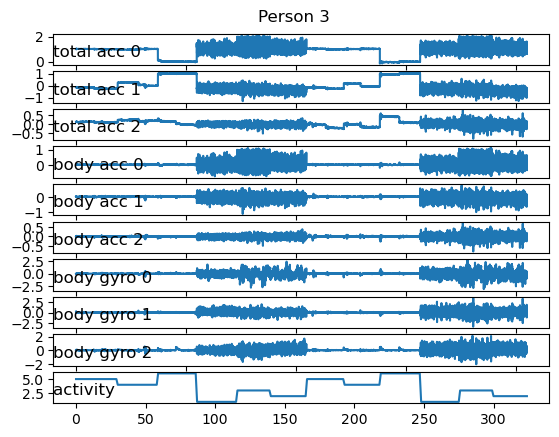 Person 3
2
0
total acc 0
1
0
−1
total acc 1
0.5
0.0
−0.5
total acc 2
1
0
body acc 0
0
−1
body acc 1
0.5
0.0
−0.5
body acc 2
2.5
0.0
−2.5
body gyro 0
2.5
0.0
−2.5
body gyro 1
2
0
−2
body gyro 2
5.0
2.5
activity
0 50 100 150 200 250 300